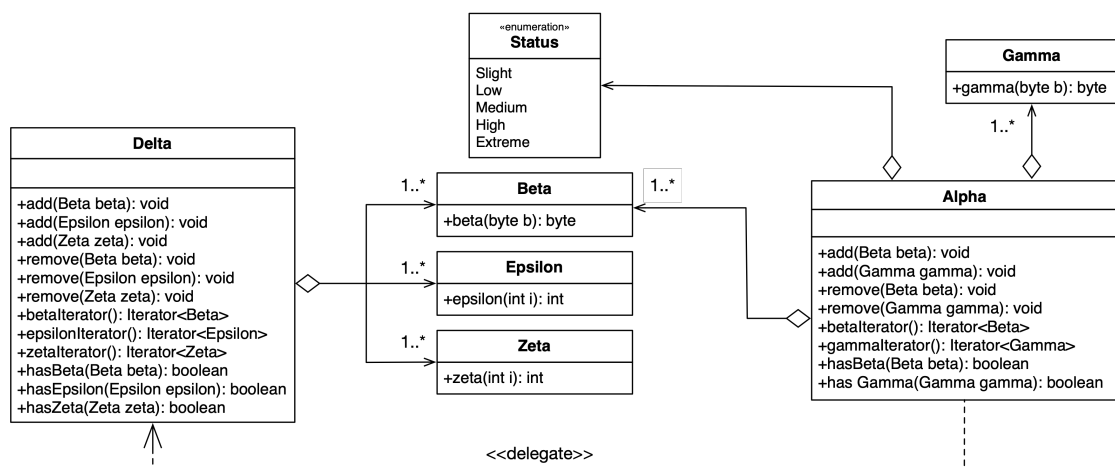 «enumeration»
Status
Slight
Low
Medium
High
Extreme
Gamma
+gamma(byte b): byte
1..*
Delta
+add(Beta beta): void
+add(Epsilon epsilon): void
+add(Zeta zeta): void
+remove(Beta beta): void
+remove(Epsilon epsilon): void
+remove(Zeta zeta): void
+betaIterator(): Iterator<Beta>
+epsilonIterator(): Iterator<Epsilon>
+zetaIterator(): Iterator<Zeta>
+hasBeta(Beta beta): boolean
+hasEpsilon(Epsilon epsilon): boolean
+hasZeta(Zeta zeta): boolean
1..*
Beta
+beta(byte b): byte
1..*
1..*
Epsilon
+epsilon(int i): int
1..*
Zeta
+zeta(int i): int
Alpha
+add(Beta beta): void
+add(Gamma gamma): void
+remove(Beta beta): void
+remove(Gamma gamma): void
+betaIterator(): Iterator<Beta>
+gammaIterator(): Iterator<Gamma>
+hasBeta(Beta beta): boolean
+has Gamma(Gamma gamma): boolean
<<delegate>>